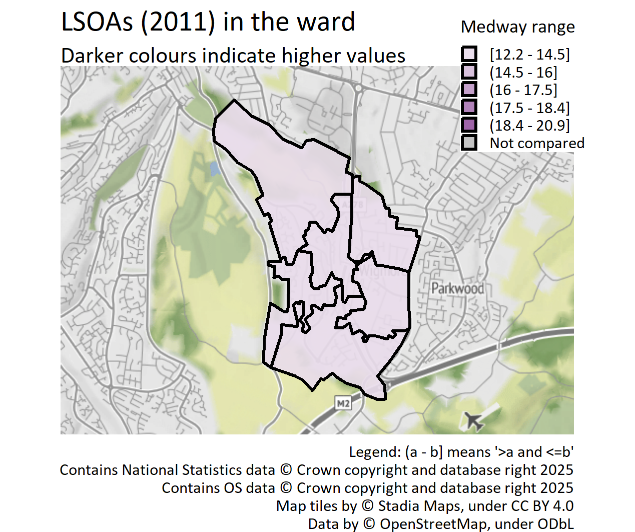 LSOAs (2011) in the ward
Darker colours indicate higher values
Medway range
[12.2 - 14.5]
(14.5 - 16]
(16 - 17.5]
(17.5 - 18.4]
(18.4 - 20.9]
Not compared
Parkwood
M2
Legend: (a - b] means '>a and <=b'
Contains National Statistics data © Crown copyright and database right 2025
Contains OS data © Crown copyright and database right 2025
Map tiles by © Stadia Maps, under CC BY 4.0
Data by © OpenStreetMap, under ODbL